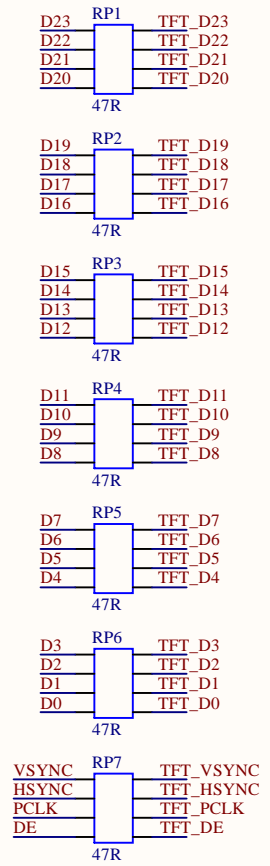 RP1
D23 TFT_D23
D22 TFT_D22
D21 TFT_D21
D20 TFT_D20
47R
RP2
D19 TFT_D19
D18 TFT_D18
D17 TFT_D17
D16 TFT_D16
47R
RP3
D15 TFT_D15
D14 TFT_D14
D13 TFT_D13
D12 TFT_D12
47R
RP4
D11 TFT_D11
D10 TFT_D10
D9 TFT_D9
D8 TFT_D8
47R
RP5
D7 TFT_D7
D6 TFT_D6
D5 TFT_D5
D4 TFT_D4
47R
RP6
D3 TFT_D3
D2 TFT_D2
D1 TFT_D1
D0 TFT_D0
47R
RP7
VSYNC TFT_VSYNC
HSYNC TFT_HSYNC
PCLK TFT_PCLK
DE TFT_DE
47R